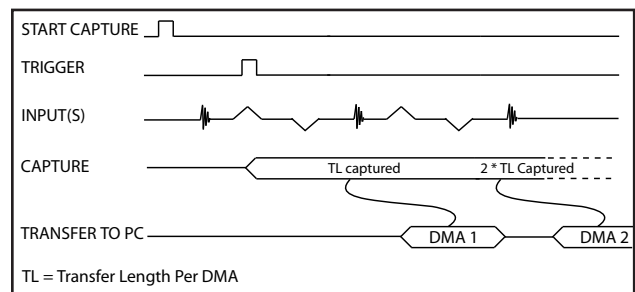 START CAPTURE
TRIGGER
INPUT(S)
CAPTURE
TL captured
2 * TL Captured
TRANSFER TO PC
DMA 1
DMA 2
TL = Transfer Length Per DMA